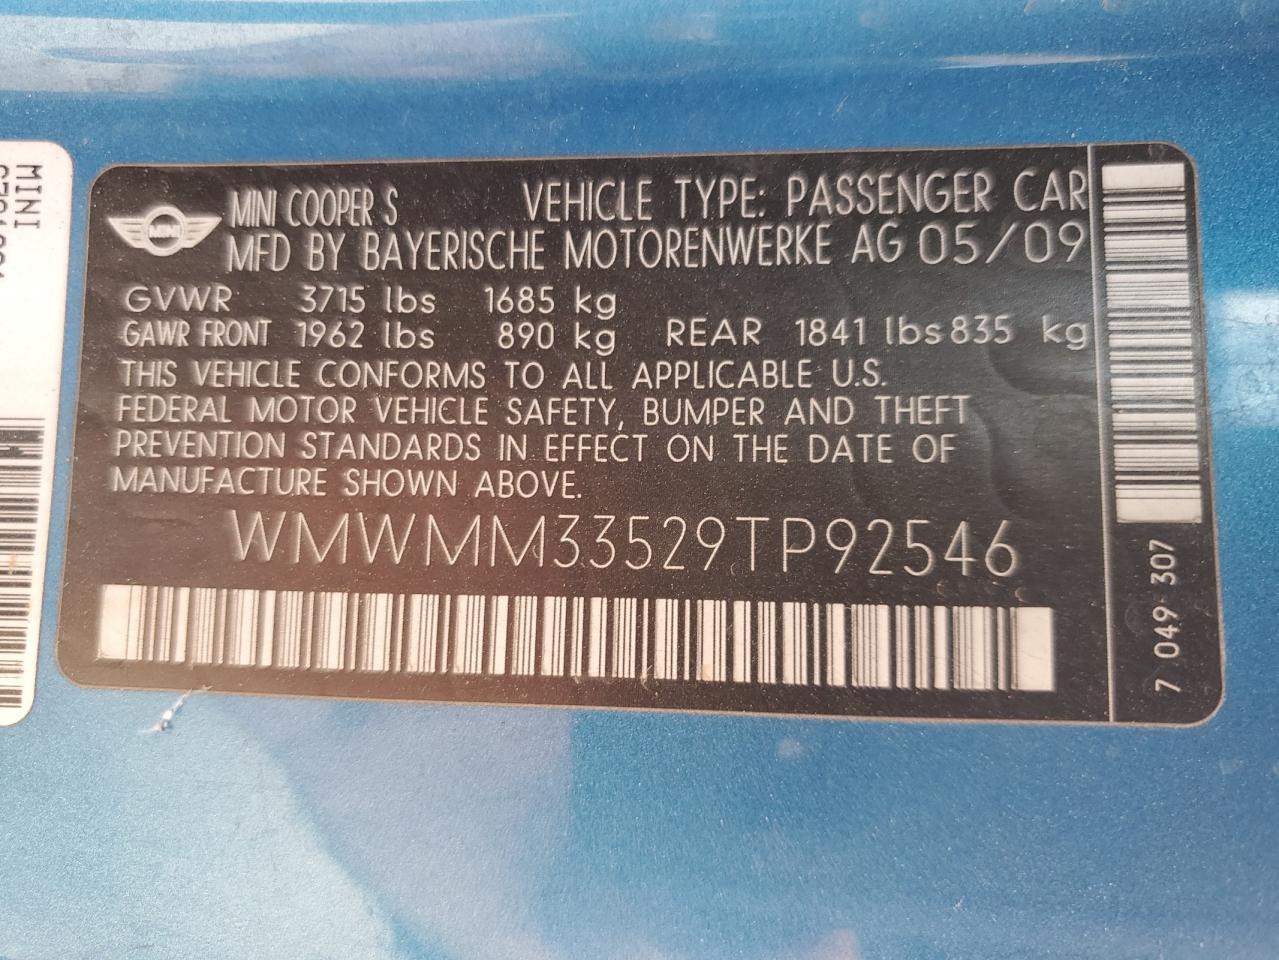 MINI
MINI COOPER S VEHICLE TYPE: PASSENGER CAR
MINI
MFD BY BAYERISCHE MOTORENWERKE AG 05/09
GVWR 3715 lbs 1685 kg
GAWR FRONT 1962 lbs 890 kg REAR 1841 lbs 835 kg
THIS VEHICLE CONFORMS TO ALL APPLICABLE U.S.
FEDERAL MOTOR VEHICLE SAFETY, BUMPER AND THEFT
PREVENTION STANDARDS IN EFFECT ON THE DATE OF
MANUFACTURE SHOWN ABOVE.
WMWMM33529TP92546
7 049 307